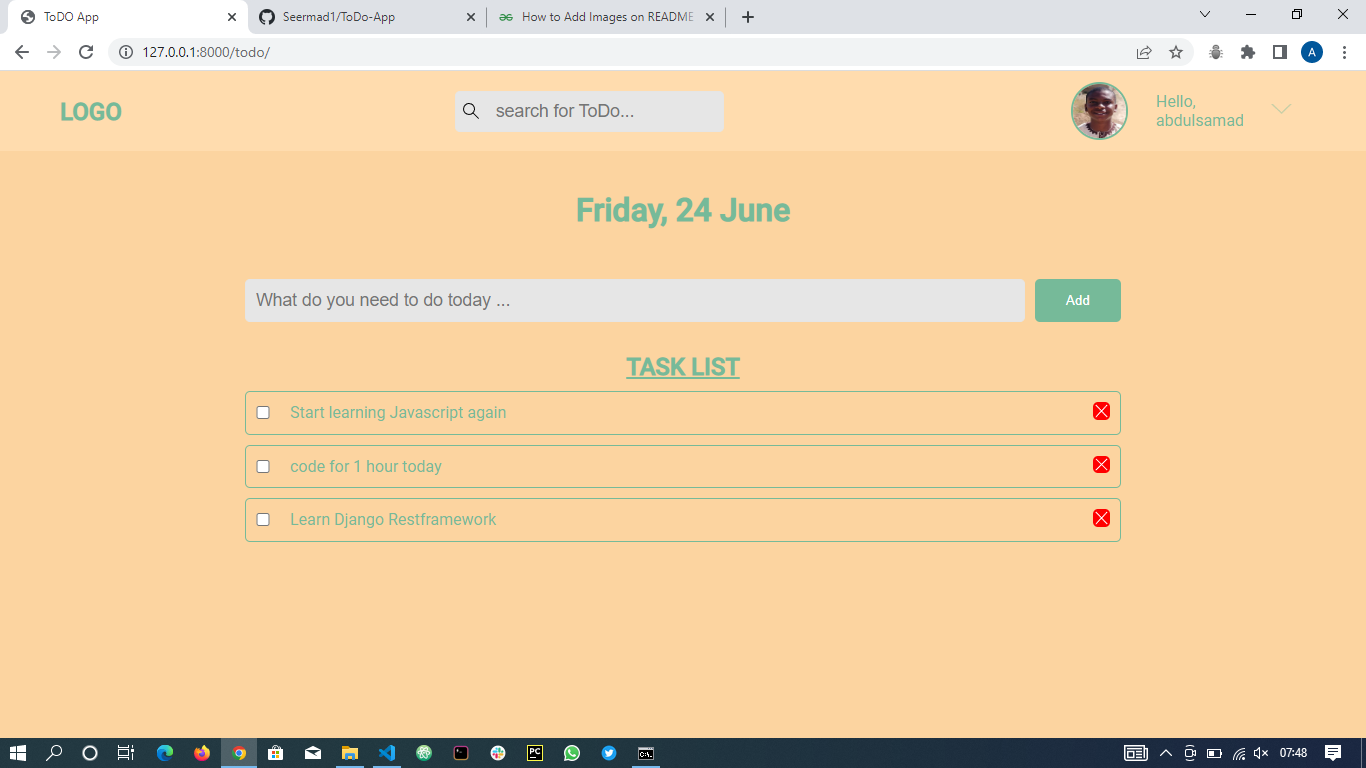 ToDO App
Seermad1/ToDo-App
How to Add Images on README
127.0.0.1:8000/todo/
A
LOGO
search for ToDo...
Hello,
abdulsamad
Friday, 24 June
What do you need to do today ...
Add
TASK LIST
Start learning Javascript again
code for 1 hour today
Learn Django Restframework
PC
C:\.
07:48